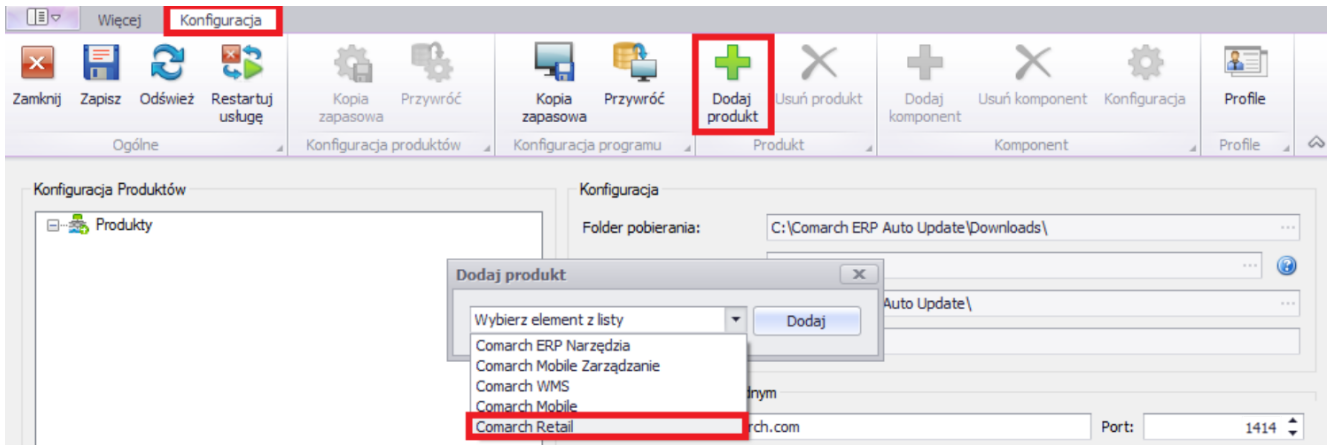 Więcej Konfiguracja
Zamknij Zapisz Odśwież Restartuj usługę Kopia zapasowa Przywróć Kopia zapasowa Przywróć Dodaj produkt Usuń produkt Dodaj komponent Usuń komponent Konfiguracja Profile
Ogólne Konfiguracja produktów Konfiguracja programu Produkt Komponent Profile
Konfiguracja Produktów Konfiguracja
Produkty Folder pobierania: C:\Comarch ERP Auto Update\Downloads\
Dodaj produkt
Auto Update\
Wybierz element z listy Dodaj
Comarch ERP Narzędzia
Comarch Mobile Zarządzanie
Comarch WMS
Comarch Mobile
Comarch Retail
Port: 1414